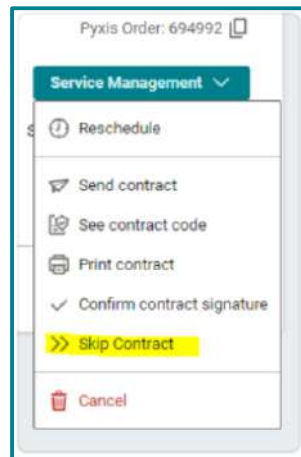 Pyxis Order: 694992
Service Management
Reschedule
Send contract
See contract code
Print contract
Confirm contract signature
Skip Contract
Cancel